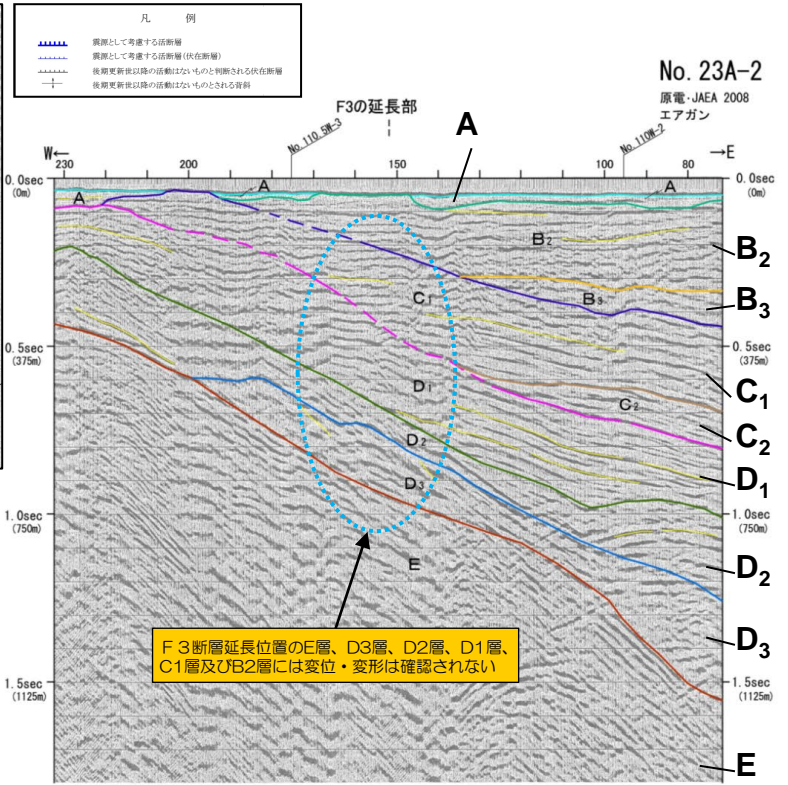 凡 例
震源として考慮する活断層
震源として考慮する活断層(伏在断層)
後期更新世以降の活動はないものと判断される伏在断層
後期更新世以降の活動はないものとされる背斜
No. 23A-2
原電・JAEA 2008
エアガン
F3の延長部
A
No.110.5W-3
No.110W-2
W←
→E
230 200 150 100 80
0.0sec
(0m)
0.0sec
(0m)
A
A
A
B2
B2
B3
B3
C1
0.5sec
(375m)
0.5sec
(375m)
D1
C1
C2
C2
D2
D1
D3
1.0sec
(750m)
1.0sec
(750m)
E
D2
F3断層延長位置のE層、D3層、D2層、D1層、
C1層及びB2層には変位・変形は確認されない
D3
1.5sec
(1125m)
1.5sec
(1125m)
E